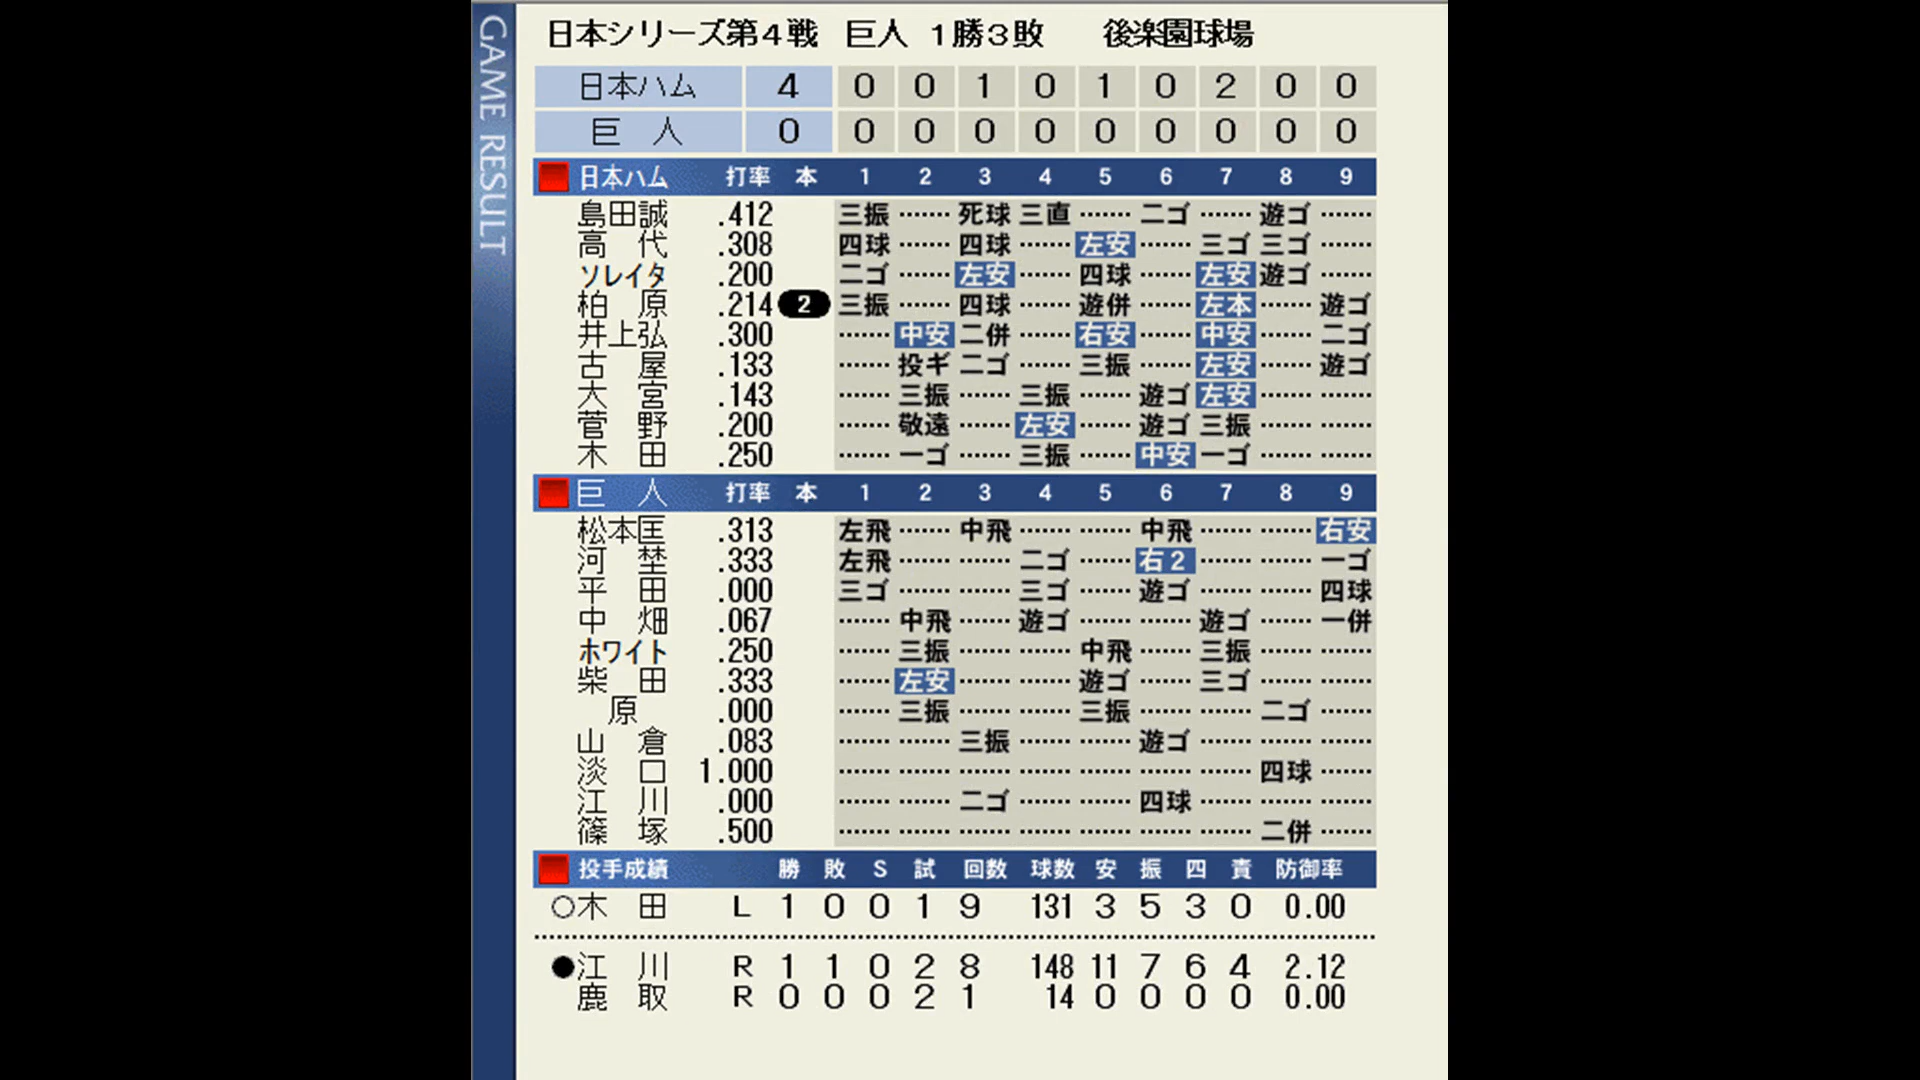 GAME RESULT
日本シリーズ第４戦 巨人 １勝３敗 後楽園球場
日本ハム 4 0 0 1 0 1 0 2 0 0
巨人 0 0 0 0 0 0 0 0 0 0
日本ハム 打率 本 1 2 3 4 5 6 7 8 9
島田誠 .412 三振 …… 死球 三直 …… 二ゴ …… 遊ゴ ……
高代 .308 四球 …… 四球 …… 左安 …… 三ゴ 三ゴ ……
ソレイタ .200 二ゴ …… 左安 …… 四球 …… 左安 遊ゴ ……
柏原 .214 2 三振 …… 四球 …… 遊併 …… 左本 …… 遊ゴ
井上弘 .300 …… 中安 二併 …… 右安 …… 中安 …… 二ゴ
古屋 .133 …… 投ギ 二ゴ …… 三振 …… 左安 …… 遊ゴ
大宮 .143 …… 三振 …… 三振 …… 遊ゴ 左安 …… ……
菅野 .200 …… 敬遠 …… 左安 …… 遊ゴ 三振 …… ……
木田 .250 …… 一ゴ …… 三振 …… 中安 一ゴ …… ……
巨人 打率 本 1 2 3 4 5 6 7 8 9
松本匡 .313 左飛 …… 中飛 …… …… 中飛 …… …… 右安
河埜 .333 左飛 …… …… 二ゴ …… 右２ …… …… 一ゴ
平田 .000 三ゴ …… …… 三ゴ …… 遊ゴ …… …… 四球
中畑 .067 …… 中飛 …… 遊ゴ …… …… 遊ゴ …… 一併
ホワイト .250 …… 三振 …… …… 中飛 …… 三振 …… ……
柴田 .333 …… 左安 …… …… 遊ゴ …… 三ゴ …… ……
原 .000 …… 三振 …… …… 三振 …… …… 二ゴ ……
山倉 .083 …… …… 三振 …… …… 遊ゴ …… …… ……
淡口 1.000 …… …… …… …… …… …… …… 四球 ……
江川 .000 …… …… 二ゴ …… …… 四球 …… …… ……
篠塚 .500 …… …… …… …… …… …… …… 二併 ……
投手成績 勝 敗 S 試 回数 球数 安 振 四 責 防御率
○木田 L 1 0 0 1 9 131 3 5 3 0 0.00
●江川 R 1 1 0 2 8 148 11 7 6 4 2.12
鹿取 R 0 0 0 2 1 14 0 0 0 0 0.00